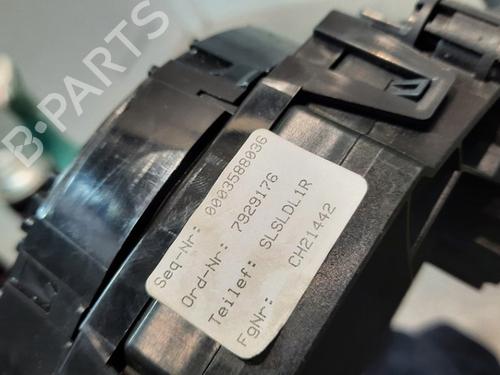 B-PARTS
Seq-Nr: 0003588036
Ord-Nr: 7929176
Teilef: SLSLDL1R
FgNr: CH21442